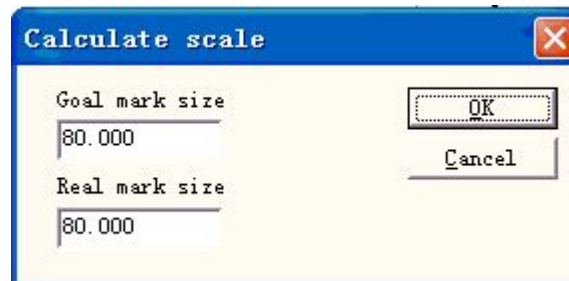 Calculate scale
Goal mark size
80.000
OK
Cancel
Real mark size
80.000